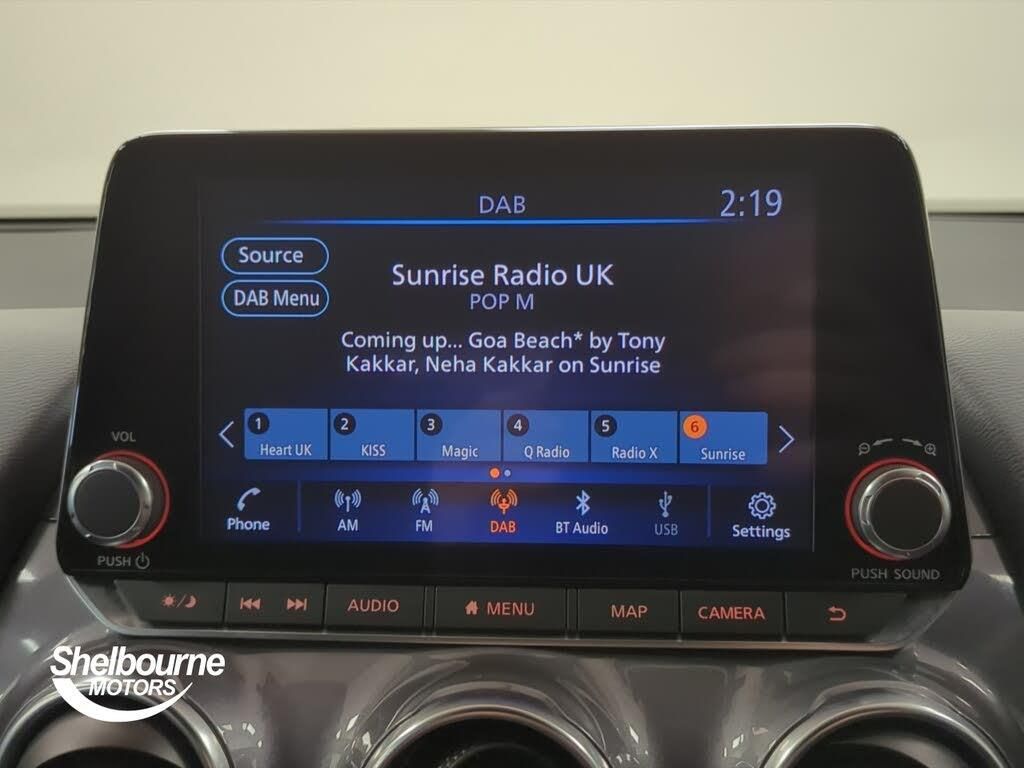 DAB
2:19
Source
DAB Menu
Sunrise Radio UK
POP M
Coming up... Goa Beach* by Tony
Kakkar, Neha Kakkar on Sunrise
1 Heart UK
2 KISS
3 Magic
4 Q Radio
5 Radio X
6 Sunrise
Phone
AM
FM
DAB
BT Audio
USB
Settings
VOL
PUSH
PUSH SOUND
AUDIO
MENU
MAP
CAMERA
Shelbourne
MOTORS